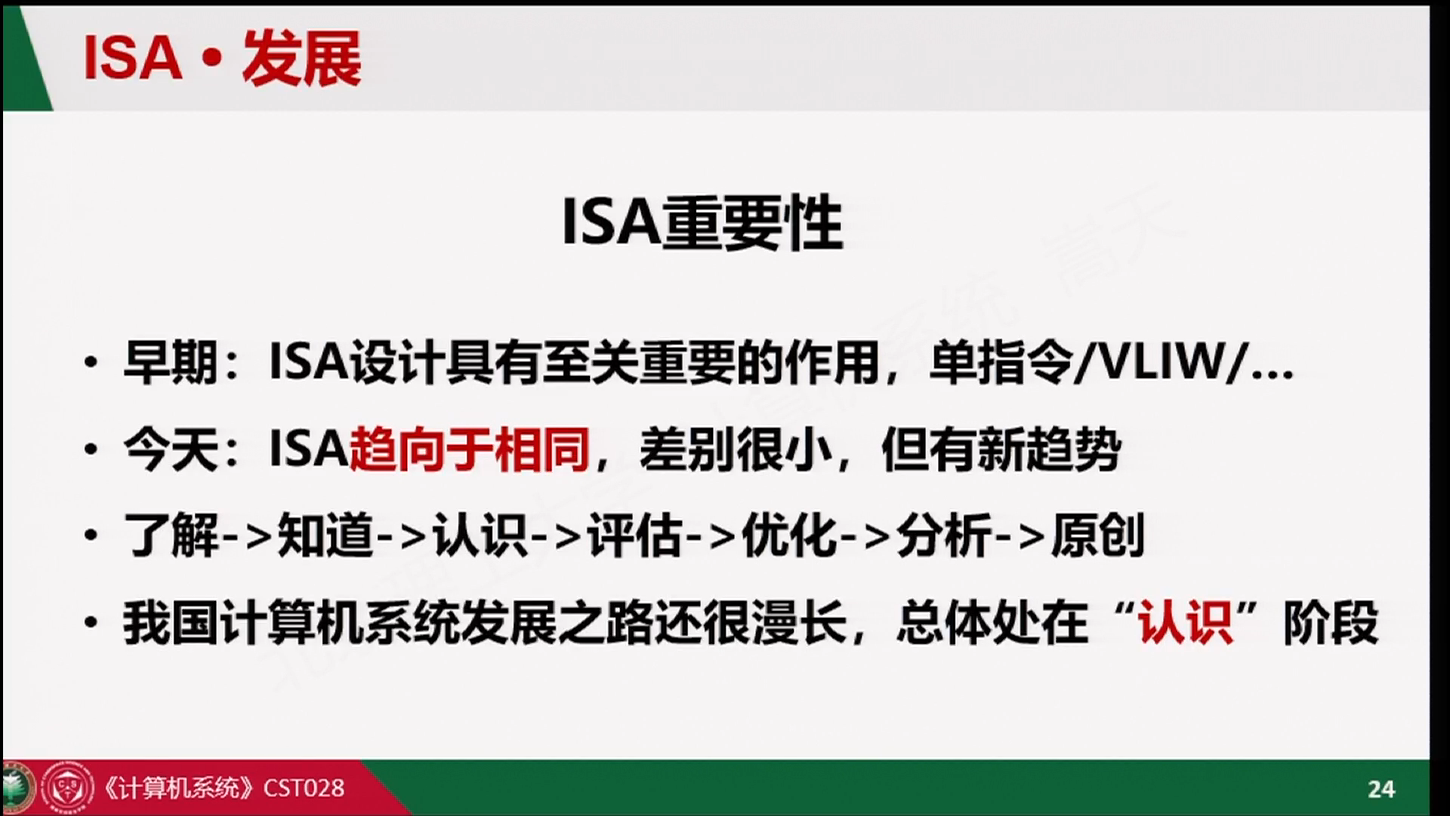 ISA • 发展
ISA重要性
• 早期：ISA设计具有至关重要的作用，单指令/VLIW/…
• 今天：ISA趋向于相同，差别很小，但有新趋势
• 了解->知道->认识->评估->优化->分析->原创
• 我国计算机系统发展之路还很漫长，总体处在“认识”阶段
《计算机系统》CST028
24